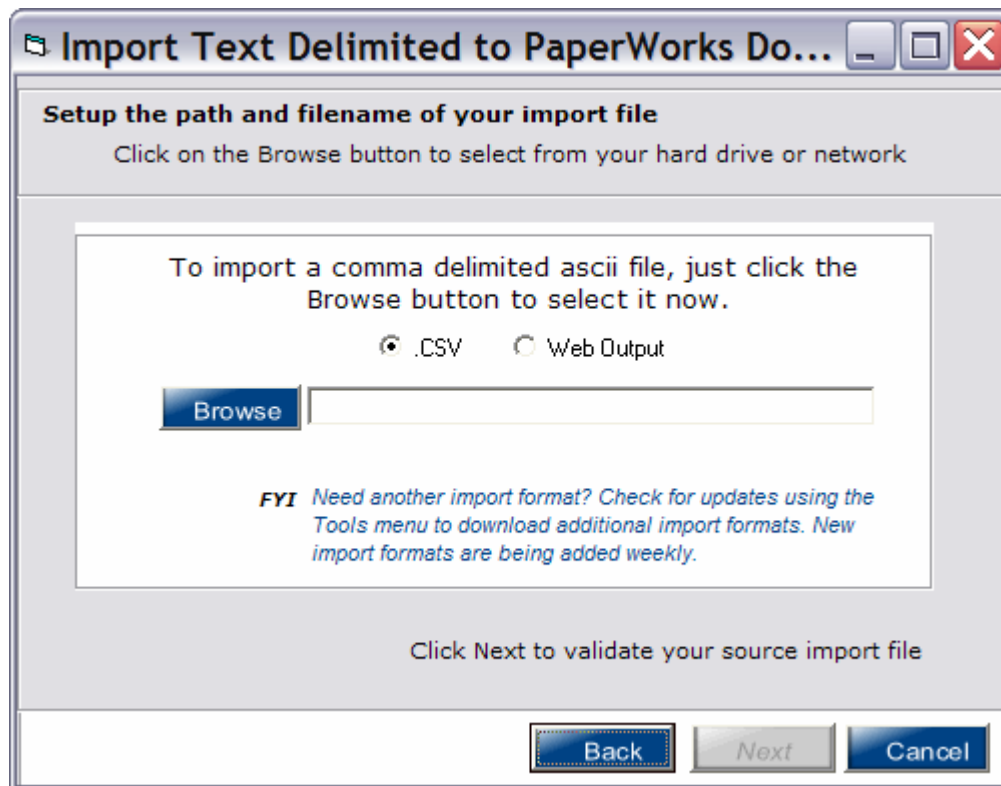 Import Text Delimited to PaperWorks Do...
Setup the path and filename of your import file
Click on the Browse button to select from your hard drive or network
To import a comma delimited ascii file, just click the
Browse button to select it now.
.CSV Web Output
Browse
FYI Need another import format? Check for updates using the
Tools menu to download additional import formats. New
import formats are being added weekly.
Click Next to validate your source import file
Back Next Cancel